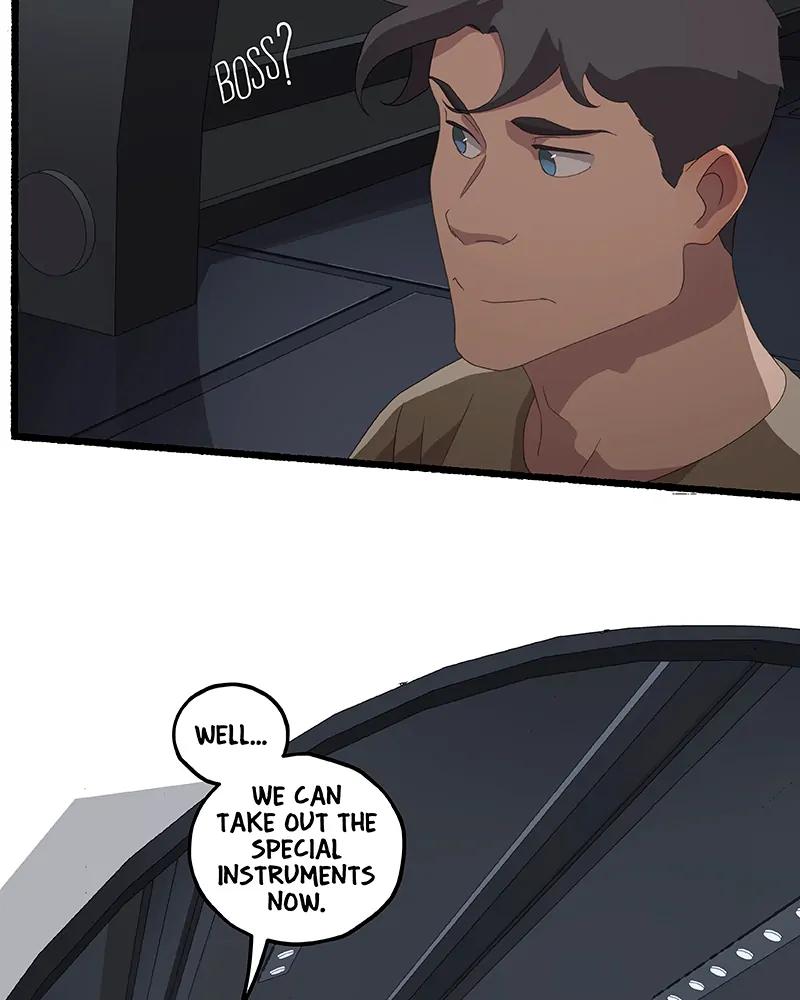 BOSS?
WELL...
WE CAN
TAKE OUT THE
SPECIAL
INSTRUMENTS
NOW.